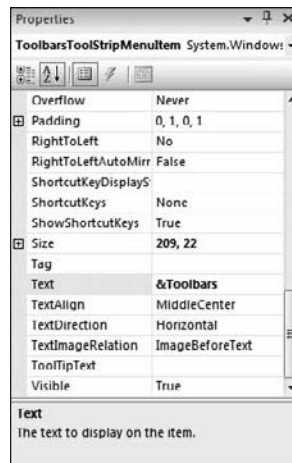 Properties
ToolbarsToolStripMenuItem System.Windows
Overflow Never
Padding 0, 1, 0, 1
RightToLeft No
RightToLeftAutoMirr False
ShortcutKeyDisplayS
ShortcutKeys None
ShowShortcutKeys True
Size 209, 22
Tag
Text &Toolbars
TextAlign MiddleCenter
TextDirection Horizontal
TextImageRelation ImageBeforeText
ToolTipText
Visible True
Text
The text to display on the item.